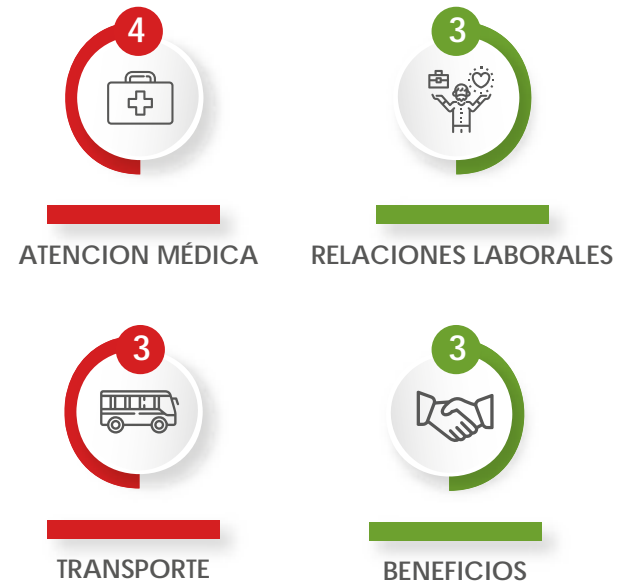 4
3
ATENCION MÉDICA
RELACIONES LABORALES
3
3
TRANSPORTE
BENEFICIOS